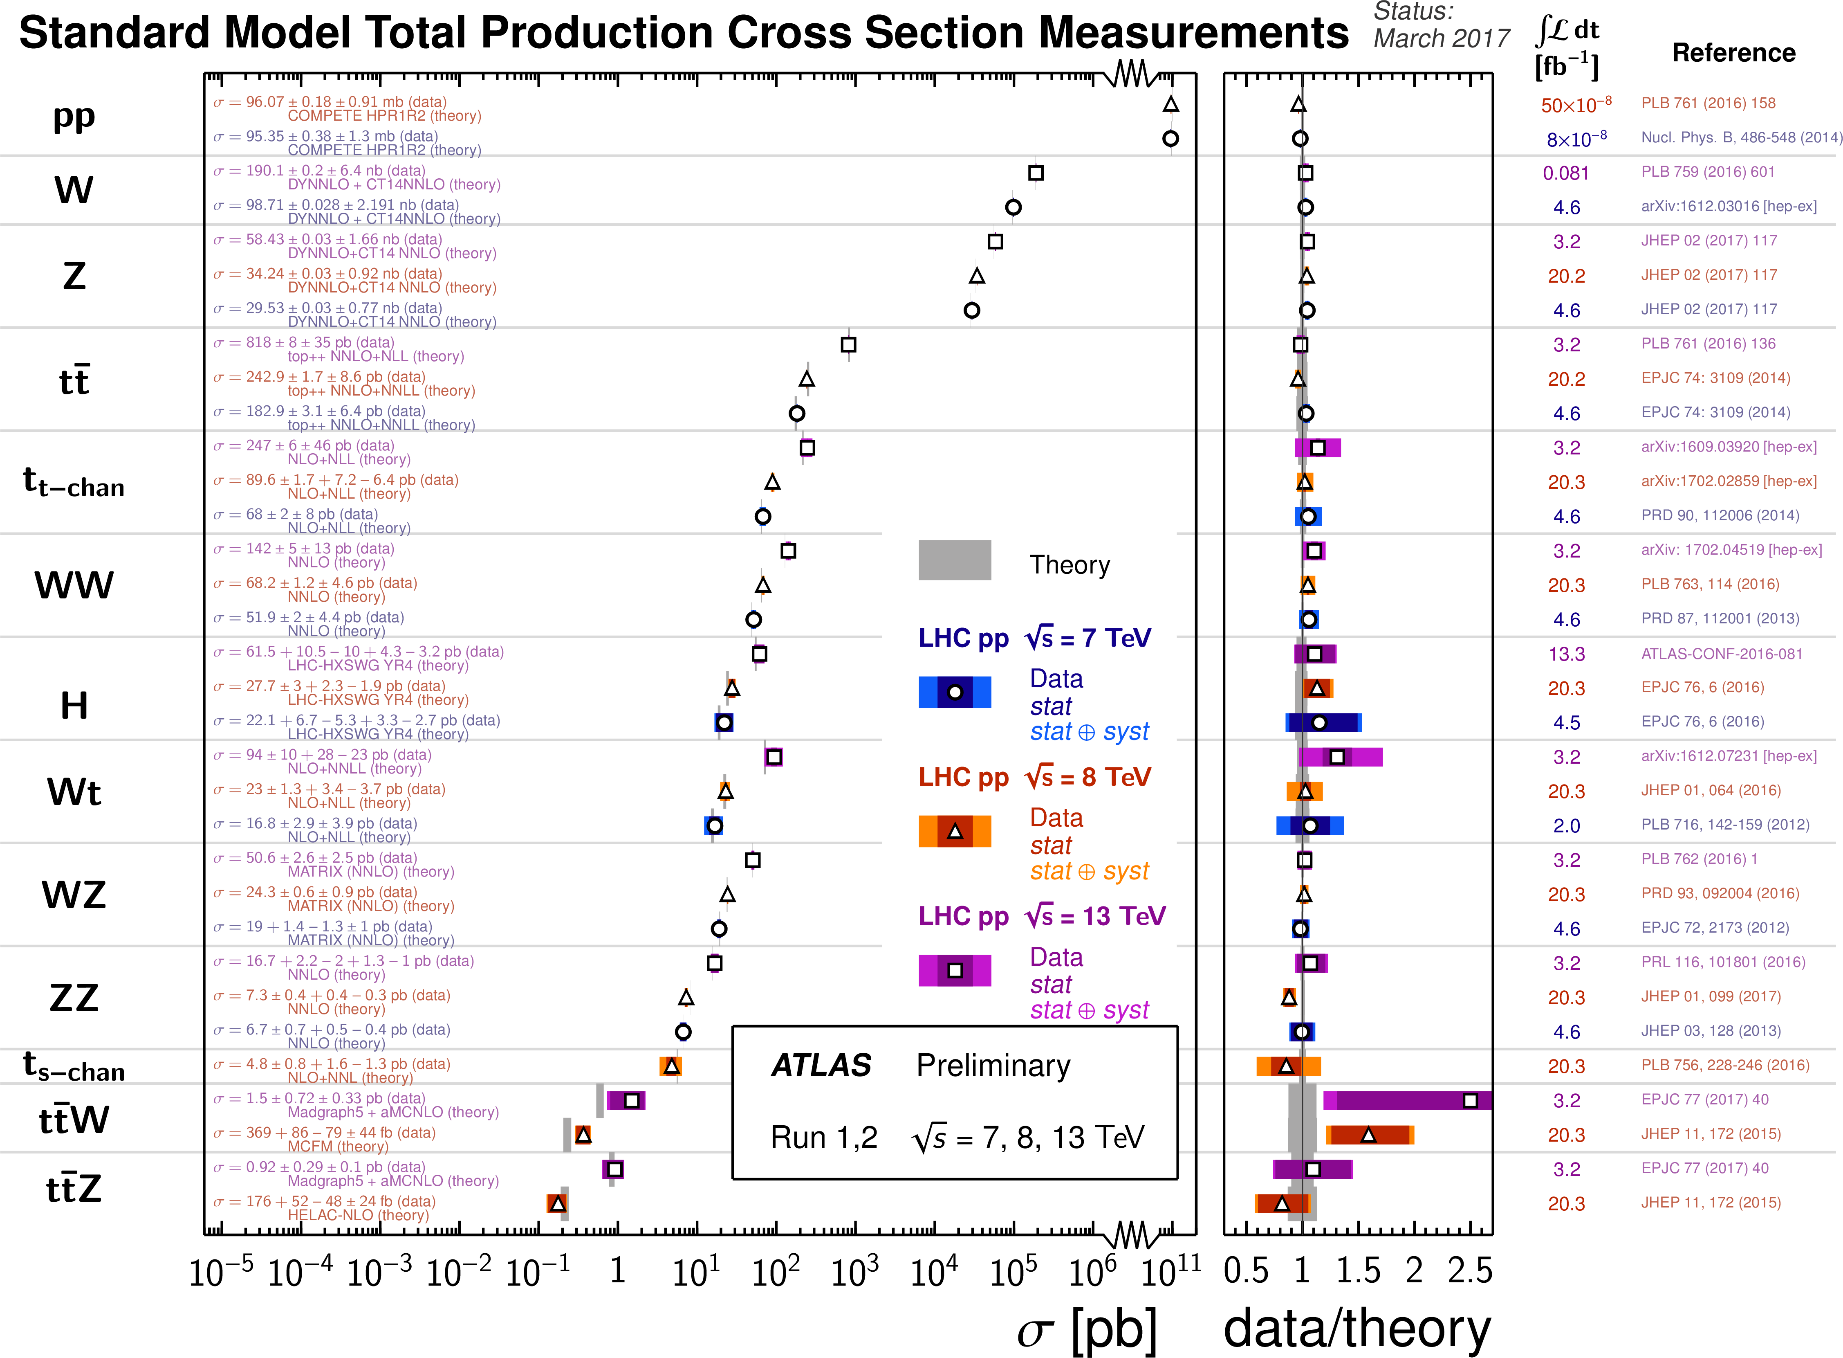 Standard Model Total Production Cross Section Measurements
Status:
March 2017
∫ℒ dt
[fb⁻¹]
Reference
pp
σ = 96.07 ± 0.18 ± 0.91 mb (data)
COMPETE HPR1R2 (theory)
50×10⁻⁸
PLB 761 (2016) 158
σ = 95.35 ± 0.38 ± 1.3 mb (data)
COMPETE HPR1R2 (theory)
8×10⁻⁸
Nucl. Phys. B, 486-548 (2014)
W
σ = 190.1 ± 0.2 ± 6.4 nb (data)
DYNNLO + CT14NNLO (theory)
0.081
PLB 759 (2016) 601
σ = 98.71 ± 0.028 ± 2.191 nb (data)
DYNNLO + CT14NNLO (theory)
4.6
arXiv:1612.03016 [hep-ex]
Z
σ = 58.43 ± 0.03 ± 1.66 nb (data)
DYNNLO+CT14 NNLO (theory)
3.2
JHEP 02 (2017) 117
σ = 34.24 ± 0.03 ± 0.92 nb (data)
DYNNLO+CT14 NNLO (theory)
20.2
JHEP 02 (2017) 117
σ = 29.53 ± 0.03 ± 0.77 nb (data)
DYNNLO+CT14 NNLO (theory)
4.6
JHEP 02 (2017) 117
tt̄
σ = 818 ± 8 ± 35 pb (data)
top++ NNLO+NLL (theory)
3.2
PLB 761 (2016) 136
σ = 242.9 ± 1.7 ± 8.6 pb (data)
top++ NNLO+NNLL (theory)
20.2
EPJC 74: 3109 (2014)
σ = 182.9 ± 3.1 ± 6.4 pb (data)
top++ NNLO+NNLL (theory)
4.6
EPJC 74: 3109 (2014)
t t−chan
σ = 247 ± 6 ± 46 pb (data)
NLO+NLL (theory)
3.2
arXiv:1609.03920 [hep-ex]
σ = 89.6 ± 1.7 + 7.2 − 6.4 pb (data)
NLO+NLL (theory)
20.3
arXiv:1702.02859 [hep-ex]
σ = 68 ± 2 ± 8 pb (data)
NLO+NLL (theory)
4.6
PRD 90, 112006 (2014)
WW
σ = 142 ± 5 ± 13 pb (data)
NNLO (theory)
3.2
arXiv: 1702.04519 [hep-ex]
σ = 68.2 ± 1.2 ± 4.6 pb (data)
NNLO (theory)
20.3
PLB 763, 114 (2016)
σ = 51.9 ± 2 ± 4.4 pb (data)
NNLO (theory)
4.6
PRD 87, 112001 (2013)
H
σ = 61.5 + 10.5 − 10 + 4.3 − 3.2 pb (data)
LHC-HXSWG YR4 (theory)
13.3
ATLAS-CONF-2016-081
σ = 27.7 ± 3 + 2.3 − 1.9 pb (data)
LHC-HXSWG YR4 (theory)
20.3
EPJC 76, 6 (2016)
σ = 22.1 + 6.7 − 5.3 + 3.3 − 2.7 pb (data)
LHC-HXSWG YR4 (theory)
4.5
EPJC 76, 6 (2016)
Wt
σ = 94 ± 10 + 28 − 23 pb (data)
NLO+NNLL (theory)
3.2
arXiv:1612.07231 [hep-ex]
σ = 23 ± 1.3 + 3.4 − 3.7 pb (data)
NLO+NLL (theory)
20.3
JHEP 01, 064 (2016)
σ = 16.8 ± 2.9 ± 3.9 pb (data)
NLO+NLL (theory)
2.0
PLB 716, 142-159 (2012)
WZ
σ = 50.6 ± 2.6 ± 2.5 pb (data)
MATRIX (NNLO) (theory)
3.2
PLB 762 (2016) 1
σ = 24.3 ± 0.6 ± 0.9 pb (data)
MATRIX (NNLO) (theory)
20.3
PRD 93, 092004 (2016)
σ = 19 + 1.4 − 1.3 ± 1 pb (data)
MATRIX (NNLO) (theory)
4.6
EPJC 72, 2173 (2012)
ZZ
σ = 16.7 + 2.2 − 2 + 1.3 − 1 pb (data)
NNLO (theory)
3.2
PRL 116, 101801 (2016)
σ = 7.3 ± 0.4 + 0.4 − 0.3 pb (data)
NNLO (theory)
20.3
JHEP 01, 099 (2017)
σ = 6.7 ± 0.7 + 0.5 − 0.4 pb (data)
NNLO (theory)
4.6
JHEP 03, 128 (2013)
t s−chan
σ = 4.8 ± 0.8 + 1.6 − 1.3 pb (data)
NLO+NNL (theory)
20.3
PLB 756, 228-246 (2016)
tt̄W
σ = 1.5 ± 0.72 ± 0.33 pb (data)
Madgraph5 + aMCNLO (theory)
3.2
EPJC 77 (2017) 40
σ = 369 + 86 − 79 ± 44 fb (data)
MCFM (theory)
20.3
JHEP 11, 172 (2015)
tt̄Z
σ = 0.92 ± 0.29 ± 0.1 pb (data)
Madgraph5 + aMCNLO (theory)
3.2
EPJC 77 (2017) 40
σ = 176 + 52 − 48 ± 24 fb (data)
HELAC-NLO (theory)
20.3
JHEP 11, 172 (2015)
Theory
LHC pp √s = 7 TeV
Data
stat
stat ⊕ syst
LHC pp √s = 8 TeV
Data
stat
stat ⊕ syst
LHC pp √s = 13 TeV
Data
stat
stat ⊕ syst
ATLAS Preliminary
Run 1,2 √s = 7, 8, 13 TeV
10⁻⁵ 10⁻⁴ 10⁻³ 10⁻² 10⁻¹ 1 10¹ 10² 10³ 10⁴ 10⁵ 10⁶ 10¹¹
0.5 1 1.5 2 2.5
σ [pb]
data/theory